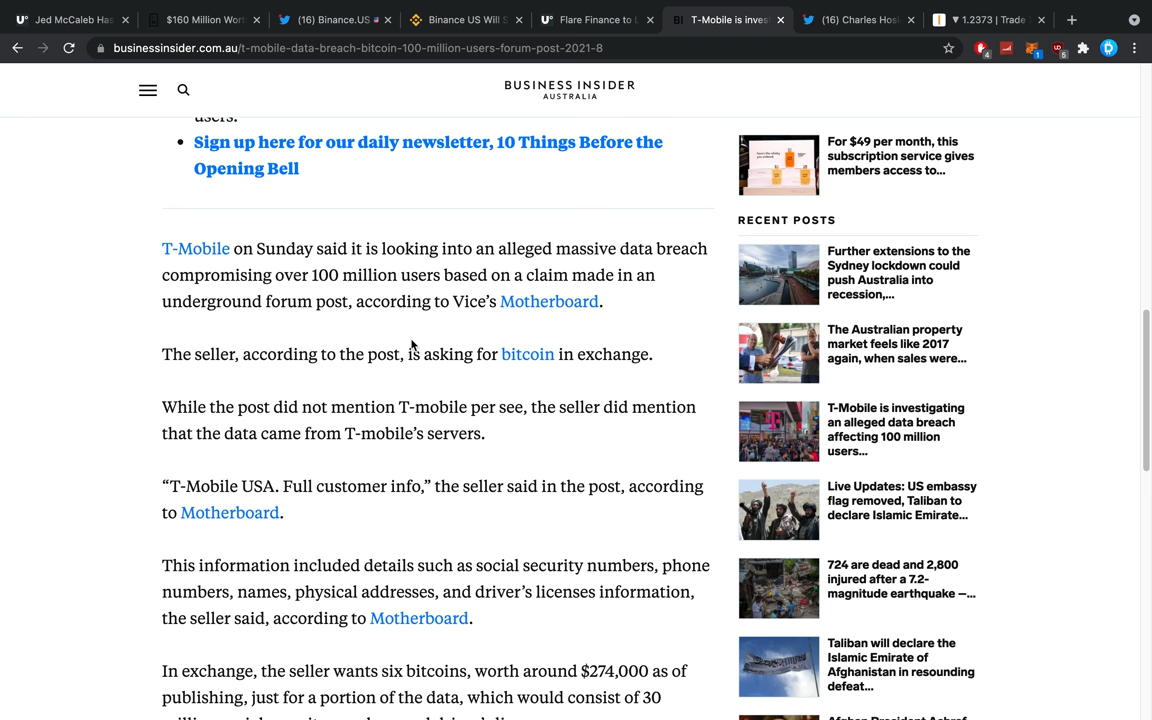 Jed McCaleb Has
$160 Million Wor
(16) Binance.US
Binance US Will S
Flare Finance to L
T-Mobile is inves
(16) Charles Hos
▼ 1.2373 | Trade
businessinsider.com.au/t-mobile-data-breach-bitcoin-100-million-users-forum-post-2021-8
BUSINESS INSIDER
AUSTRALIA
users.
• Sign up here for our daily newsletter, 10 Things Before the
Opening Bell
T-Mobile on Sunday said it is looking into an alleged massive data breach
compromising over 100 million users based on a claim made in an
underground forum post, according to Vice’s Motherboard.
The seller, according to the post, is asking for bitcoin in exchange.
While the post did not mention T-mobile per see, the seller did mention
that the data came from T-mobile’s servers.
“T-Mobile USA. Full customer info,” the seller said in the post, according
to Motherboard.
This information included details such as social security numbers, phone
numbers, names, physical addresses, and driver’s licenses information,
the seller said, according to Motherboard.
In exchange, the seller wants six bitcoins, worth around $274,000 as of
publishing, just for a portion of the data, which would consist of 30
For $49 per month, this
subscription service gives
members access to...
RECENT POSTS
Further extensions to the
Sydney lockdown could
push Australia into
recession,...
The Australian property
market feels like 2017
again, when sales were...
T-Mobile is investigating
an alleged data breach
affecting 100 million
users...
Live Updates: US embassy
flag removed, Taliban to
declare Islamic Emirate...
724 are dead and 2,800
injured after a 7.2-
magnitude earthquake —...
Taliban will declare the
Islamic Emirate of
Afghanistan in resounding
defeat...
Afghan President Ashraf